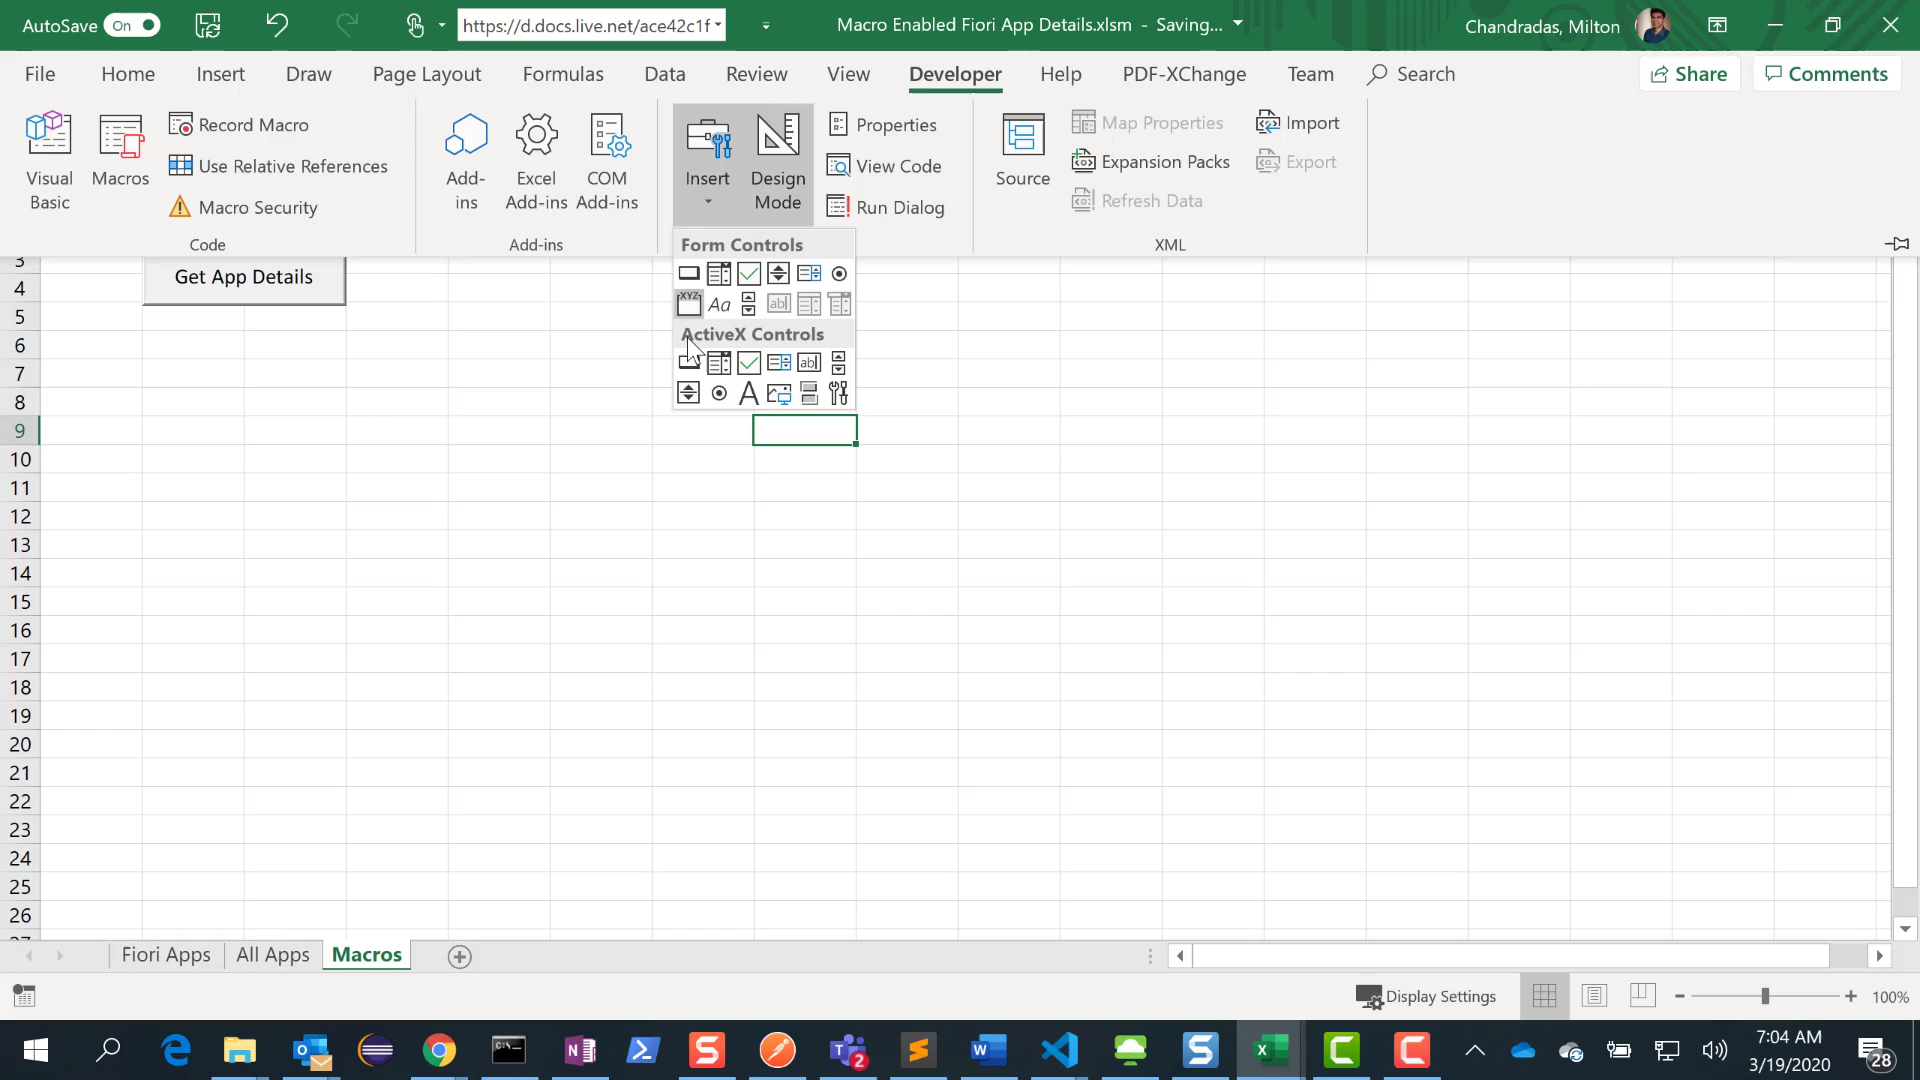 AutoSave On https://d.docs.live.net/ace42c1f Macro Enabled Fiori App Details.xlsm - Saving... Chandradas, Milton
File Home Insert Draw Page Layout Formulas Data Review View Developer Help PDF-XChange Team Search Share Comments
Visual Basic
Macros
Record Macro
Use Relative References
Macro Security
Code
Add-ins
Excel Add-ins
COM Add-ins
Add-ins
Insert
Design Mode
Properties
View Code
Run Dialog
Source
Map Properties
Expansion Packs
Refresh Data
Import
Export
XML
Form Controls
XYZ Aa ab|
ActiveX Controls
ab|
A
Get App Details
3
4
5
6
7
8
9
10
11
12
13
14
15
16
17
18
19
20
21
22
23
24
25
26
Fiori Apps All Apps Macros
Display Settings 100%
7:04 AM
3/19/2020
28
2